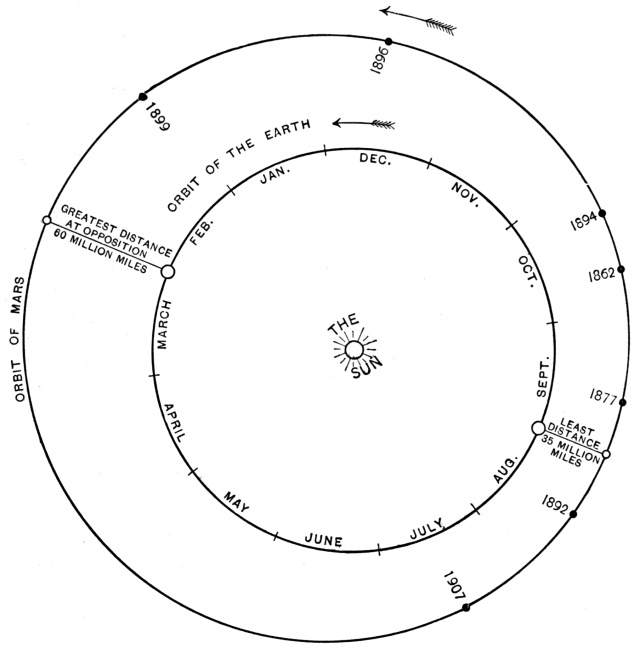 1896
1899
ORBIT OF THE EARTH
DEC.
JAN.
NOV.
FEB.
GREATEST DISTANCE
AT OPPOSITION
60 MILLION MILES
1894
1862
OCT.
ORBIT OF MARS
MARCH
THE
SUN
SEPT.
1877
LEAST
DISTANCE
35 MILLION
MILES
APRIL
AUG.
1892
MAY
JUNE
JULY
1907